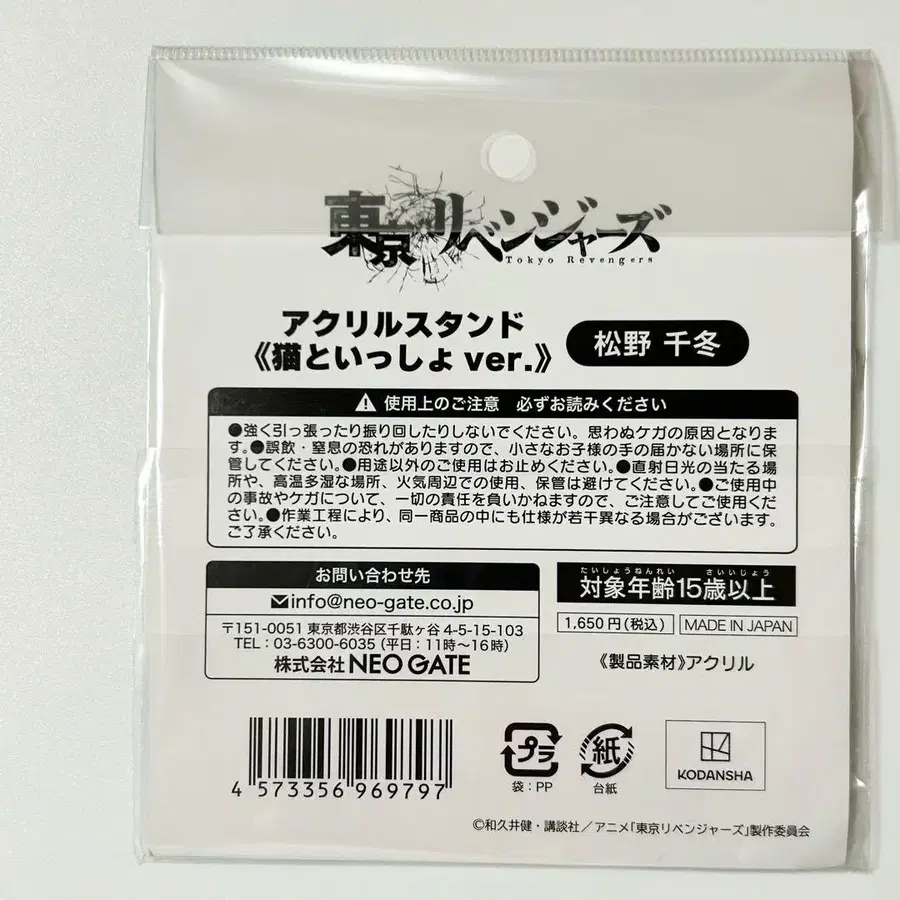 東京リベンジャーズ
Tokyo Revengers
アクリルスタンド
《猫といっしょ ver.》
松野 千冬
使用上のご注意 必ずお読みください
●強く引っ張ったり振り回したりしないでください。思わぬケガの原因となりま
す。●誤飲・窒息の恐れがありますので、小さなお子様の手の届かない場所に保
管してください。●用途以外のご使用はお止めください。●直射日光の当たる場
所や、高温多湿な場所、火気周辺での使用、保管は避けてください。●ご使用中
の事故やケガについて、一切の責任を負いかねますので、ご注意してご使用くだ
さい。●作業工程により、同一商品の中にも仕様が若干異なる場合がございます。
ご了承ください。
お問い合わせ先
info@neo-gate.co.jp
〒151-0051 東京都渋谷区千駄ヶ谷 4-5-15-103
TEL：03-6300-6035（平日：11時～16時）
株式会社 NEO GATE
たいしょうねんれい さいいじょう
対象年齢15歳以上
1,650円(税込)
MADE IN JAPAN
《製品素材》アクリル
4 573356 969797
プラ
袋：PP
紙
台紙
KODANSHA
©和久井健・講談社／アニメ「東京リベンジャーズ」製作委員会